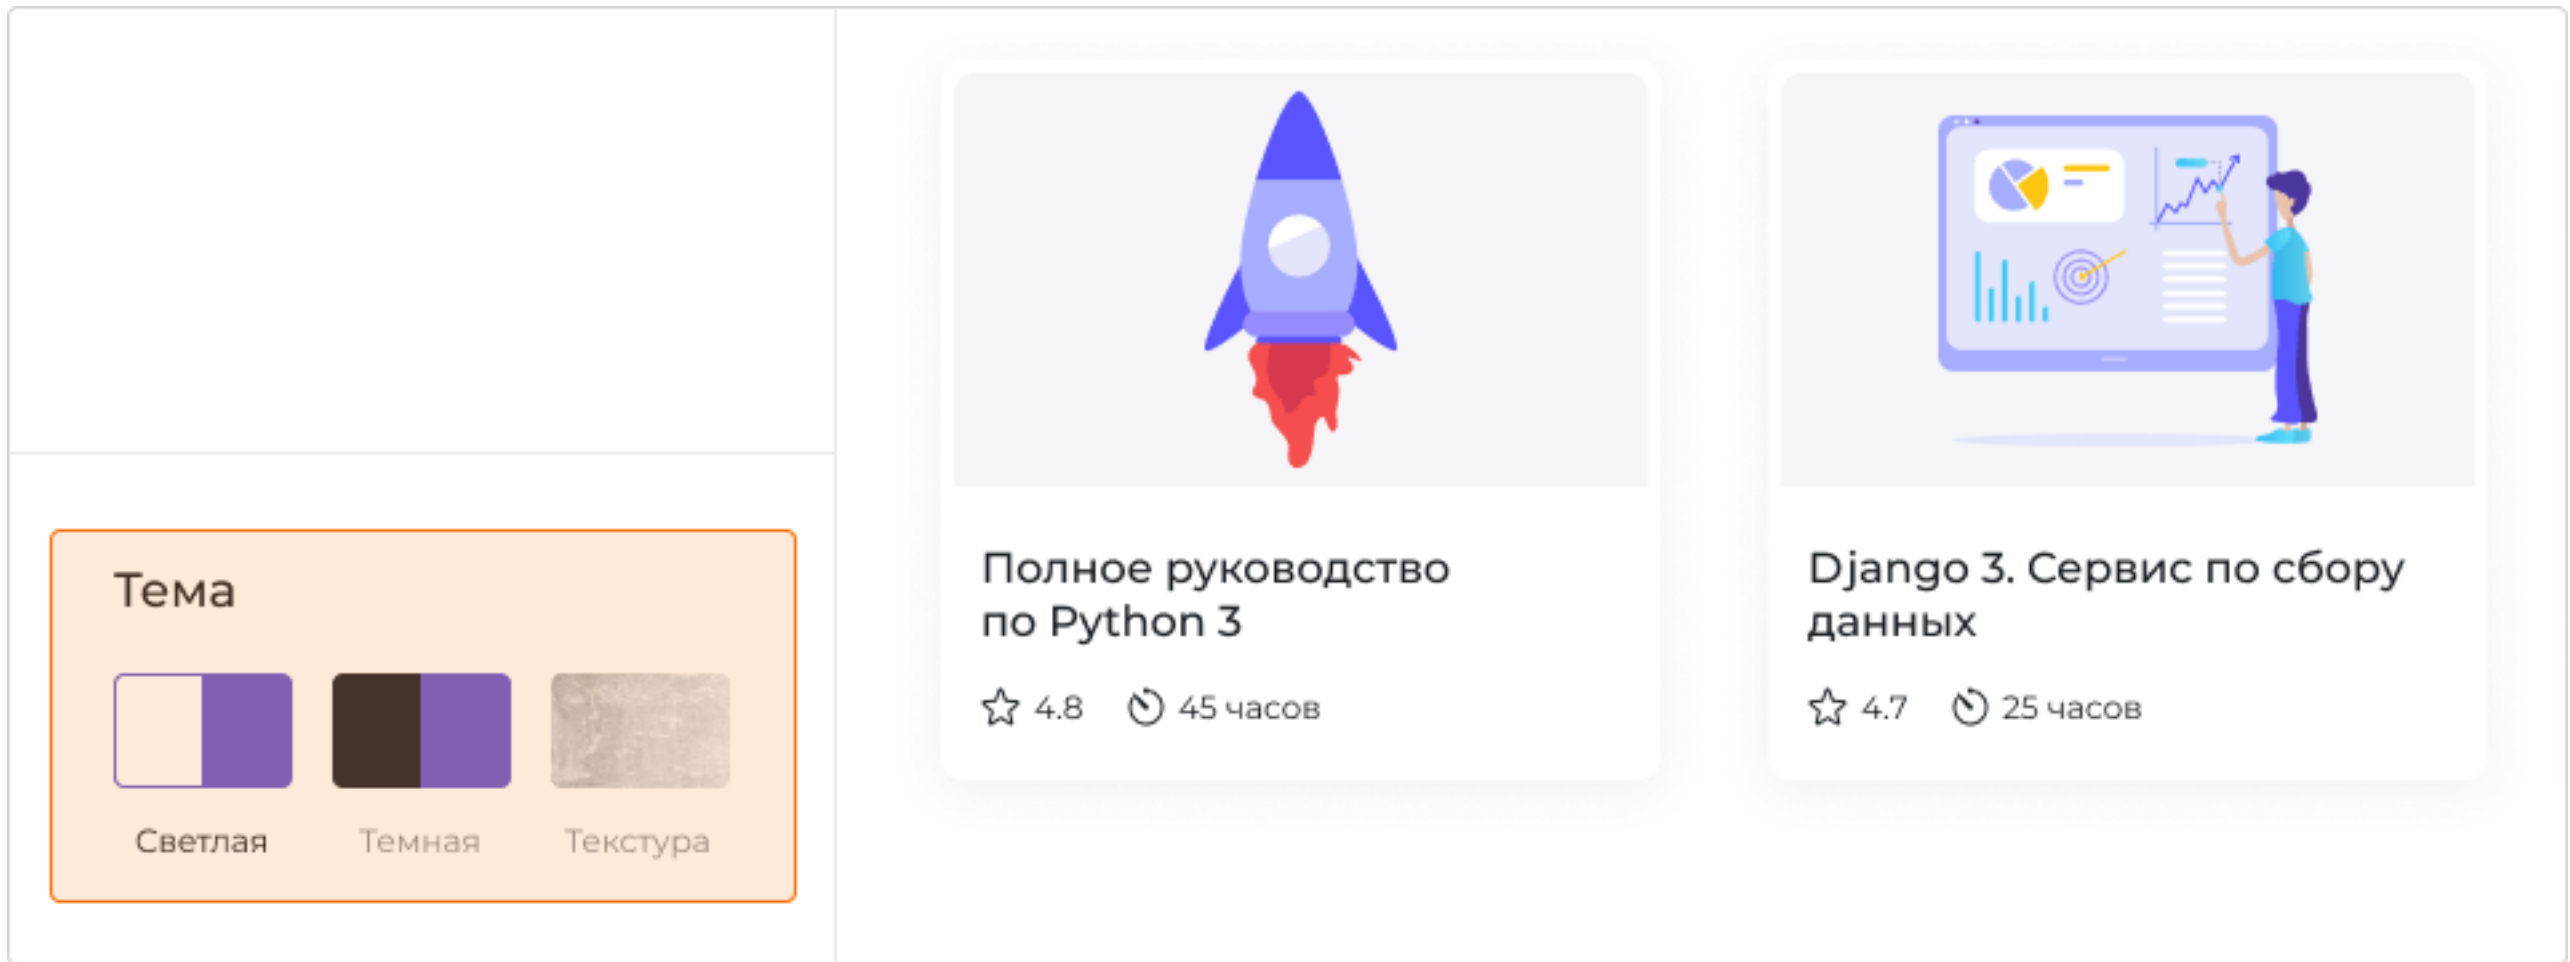 Тема
Светлая
Темная
Текстура
Полное руководство
по Python 3
4.8
45 часов
Django 3. Сервис по сбору
данных
4.7
25 часов